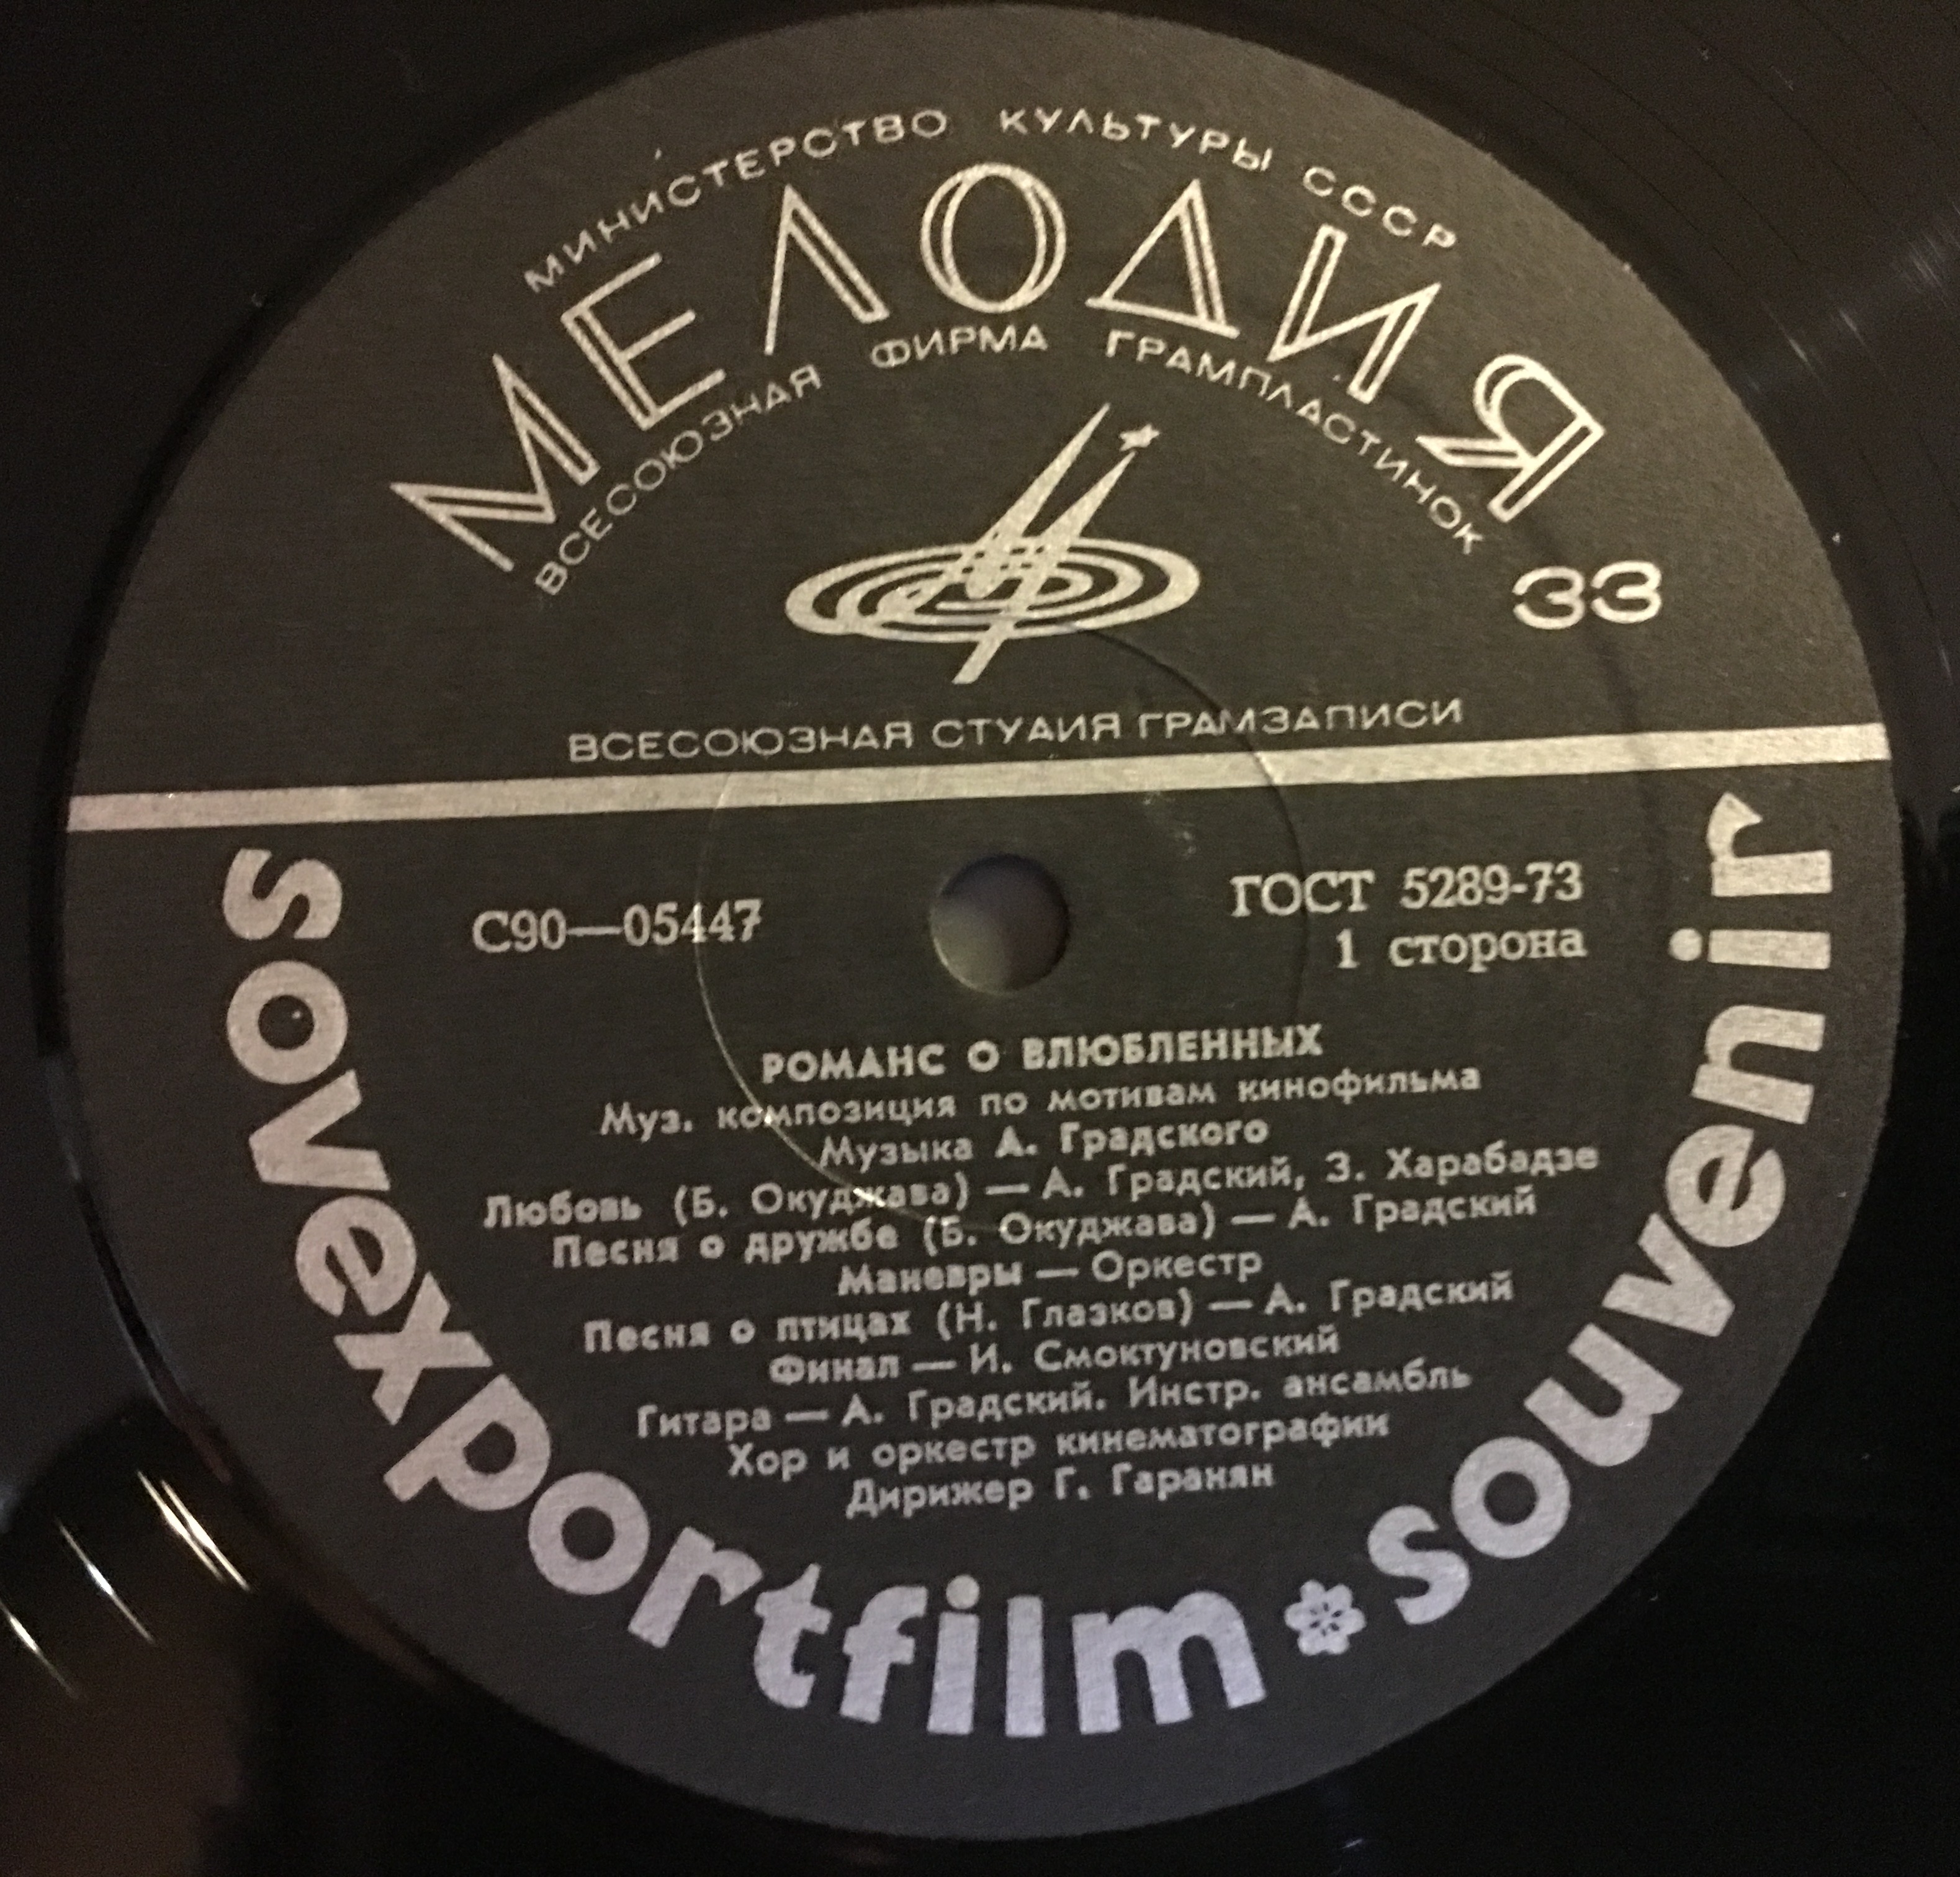 МИНИСТЕРСТВО КУЛЬТУРЫ СССР
МЕЛОДИЯ
ВСЕСОЮЗНАЯ ФИРМА ГРАМПЛАСТИНОК
33
ВСЕСОЮЗНАЯ СТУДИЯ ГРАМЗАПИСИ
С90—05447
ГОСТ 5289-73
1 сторона
РОМАНС О ВЛЮБЛЕННЫХ
Муз. композиция по мотивам кинофильма
Музыка А. Градского
Любовь (Б. Окуджава) — А. Градский, З. Харабадзе
Песня о дружбе (Б. Окуджава) — А. Градский
Маневры — Оркестр
Песня о птицах (Н. Глазков) — А. Градский
Финал — И. Смоктуновский
Гитара — А. Градский. Инстр. ансамбль
Хор и оркестр кинематографии
Дирижер Г. Гаранян
sovexportfilm souvenir